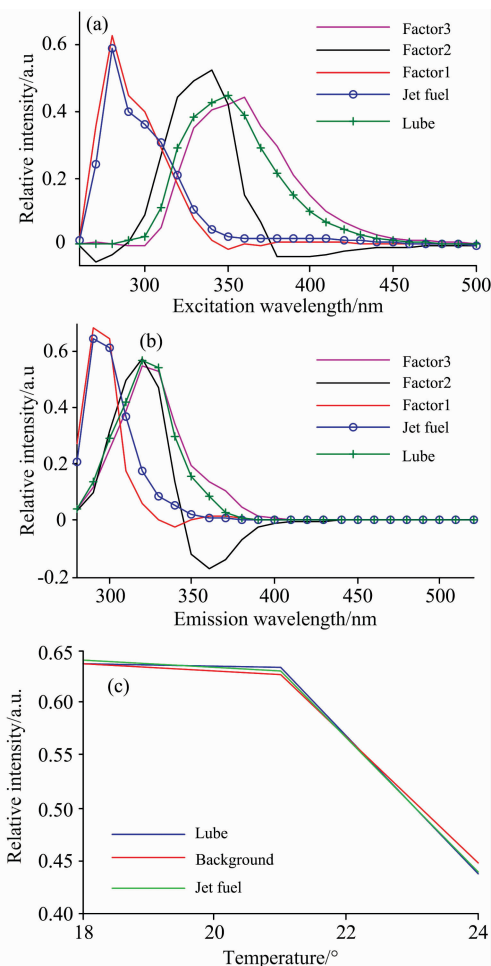 (a)
Factor3
Factor2
Factor1
Jet fuel
Lube
0.6
0.4
0.2
0
Relative intensity/a.u
300 350 400 450 500
Excitation wavelength/nm
(b)
Factor3
Factor2
Factor1
Jet fuel
Lube
0.6
0.4
0.2
0
-0.2
Relative intensity/a.u
300 350 400 450 500
Emission wavelength/nm
(c)
0.65
0.60
0.55
0.50
0.45
0.40
Relative intensity/a.u.
Lube
Background
Jet fuel
18 20 22 24
Temperature/°